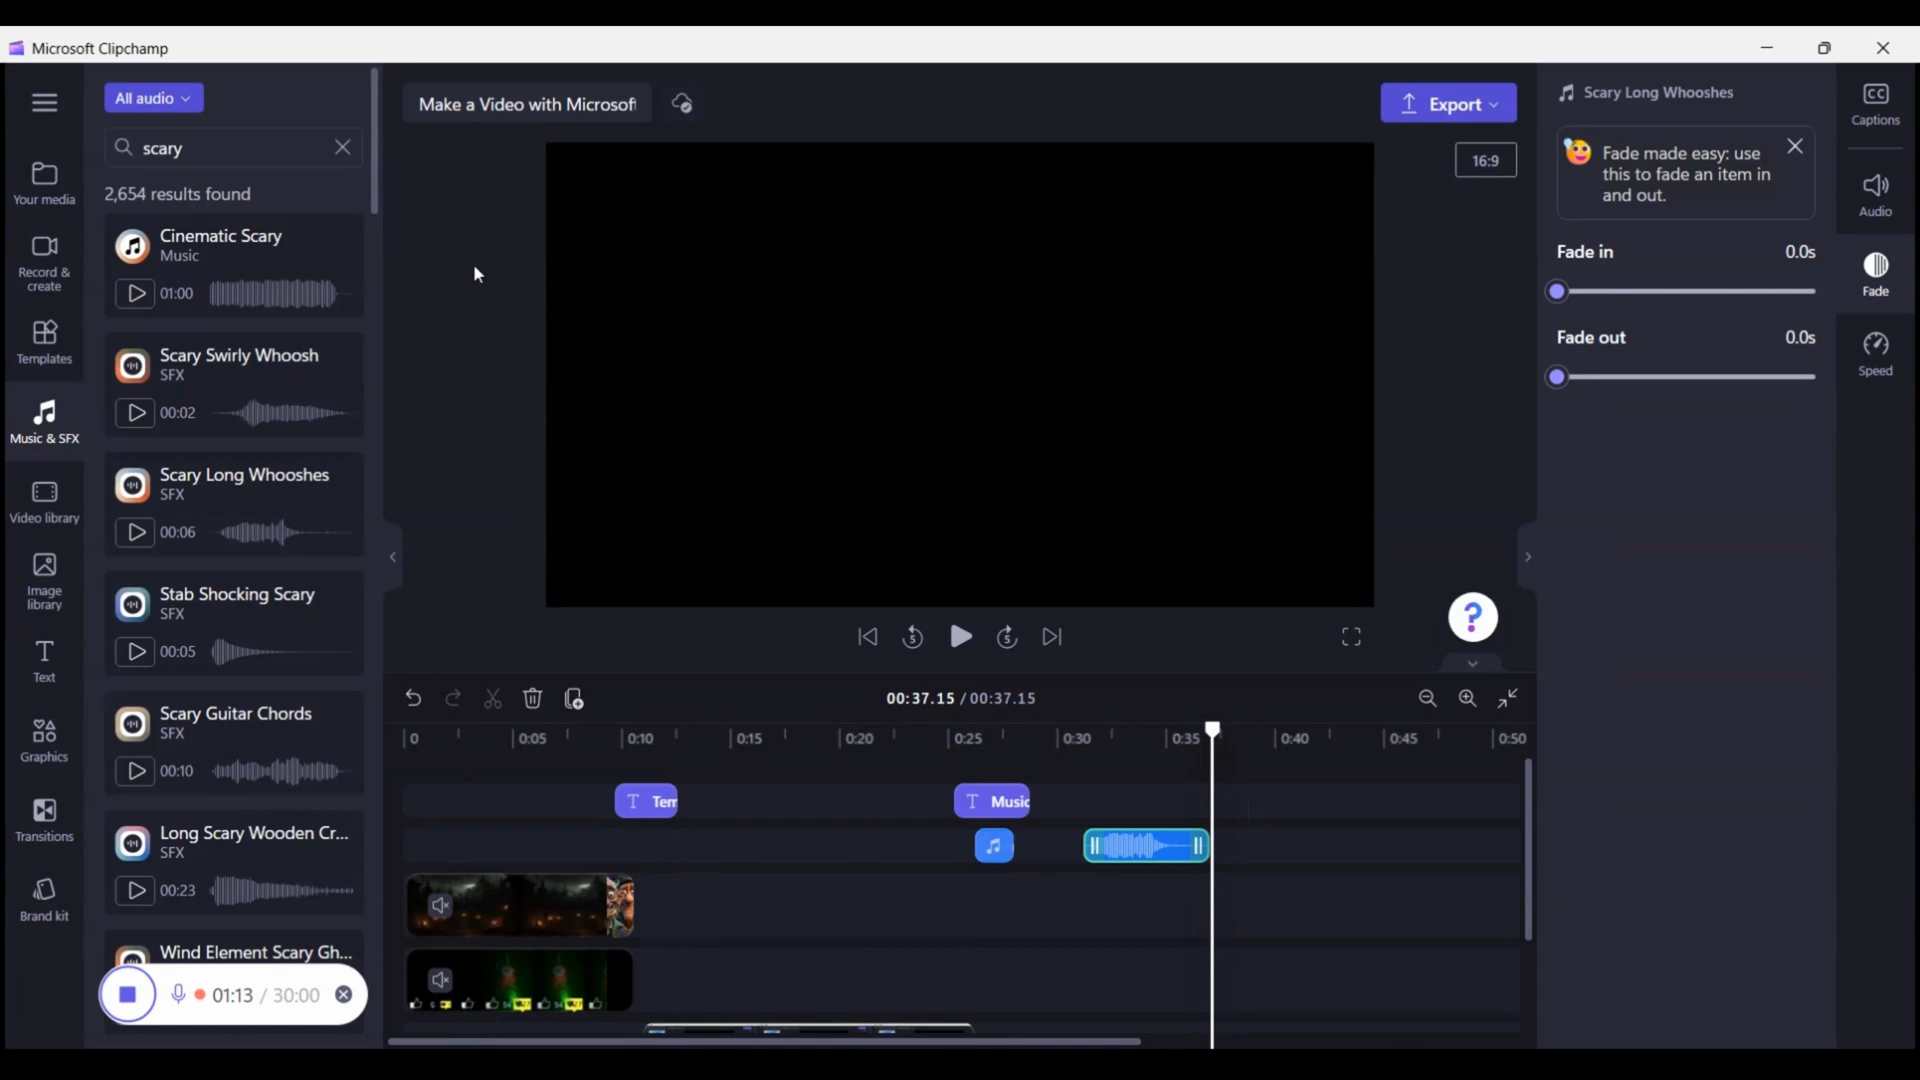 Microsoft Clipchamp
All audio
scary
2,654 results found
Cinematic Scary
Music
01:00
Scary Swirly Whoosh
SFX
00:02
Scary Long Whooshes
SFX
00:06
Stab Shocking Scary
SFX
00:05
Scary Guitar Chords
SFX
00:10
Long Scary Wooden Cr...
SFX
00:23
Wind Element Scary Gh...
01:13 / 30:00
Your media
Record &
create
Templates
Music & SFX
Video library
Image
library
Text
Graphics
Transitions
Brand kit
Make a Video with Microsof
Export
16:9
5
5
?
00:37.15 / 00:37.15
0 0:05 0:10 0:15 0:20 0:25 0:30 0:35 0:40 0:45 0:50
T Tem
T Music
Scary Long Whooshes
Fade made easy: use
this to fade an item in
and out.
Fade in 0.0s
Fade out 0.0s
CC
Captions
Audio
Fade
Speed